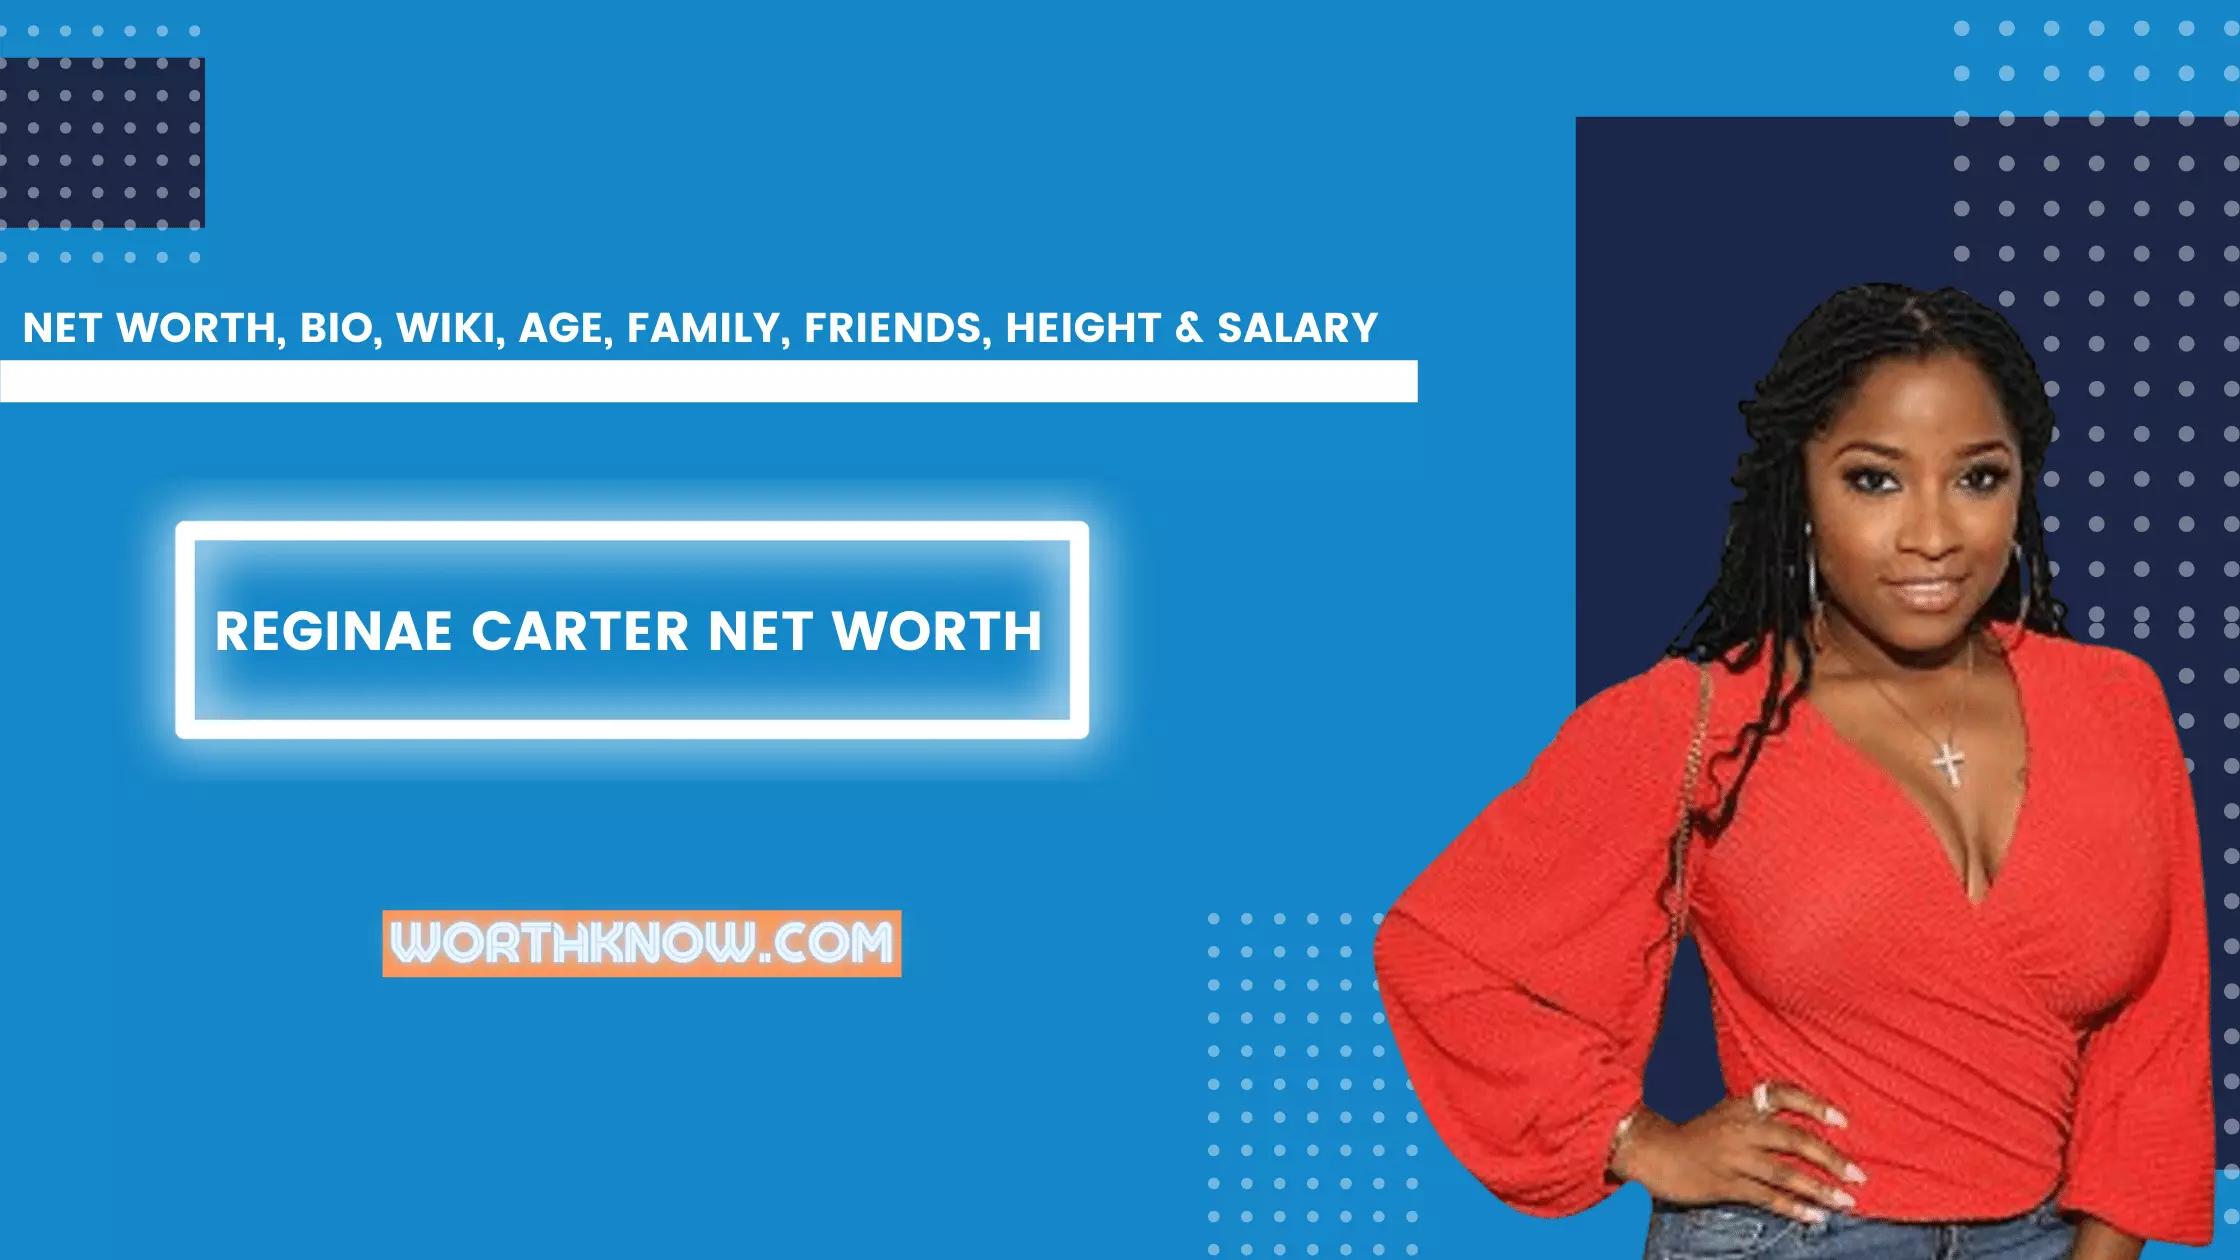 NET WORTH, BIO, WIKI, AGE, FAMILY, FRIENDS, HEIGHT & SALARY
REGINAE CARTER NET WORTH
WORTHKNOW.COM